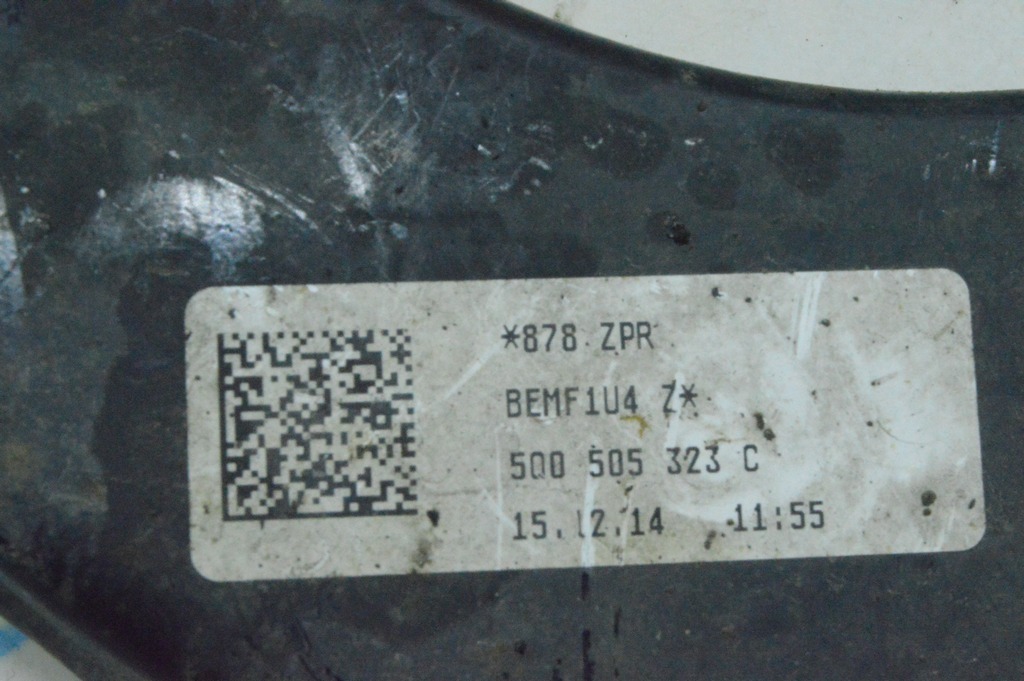 *878 ZPR
BEMF1U4 Z*
5Q0 505 323 C
15.12.14 11:55